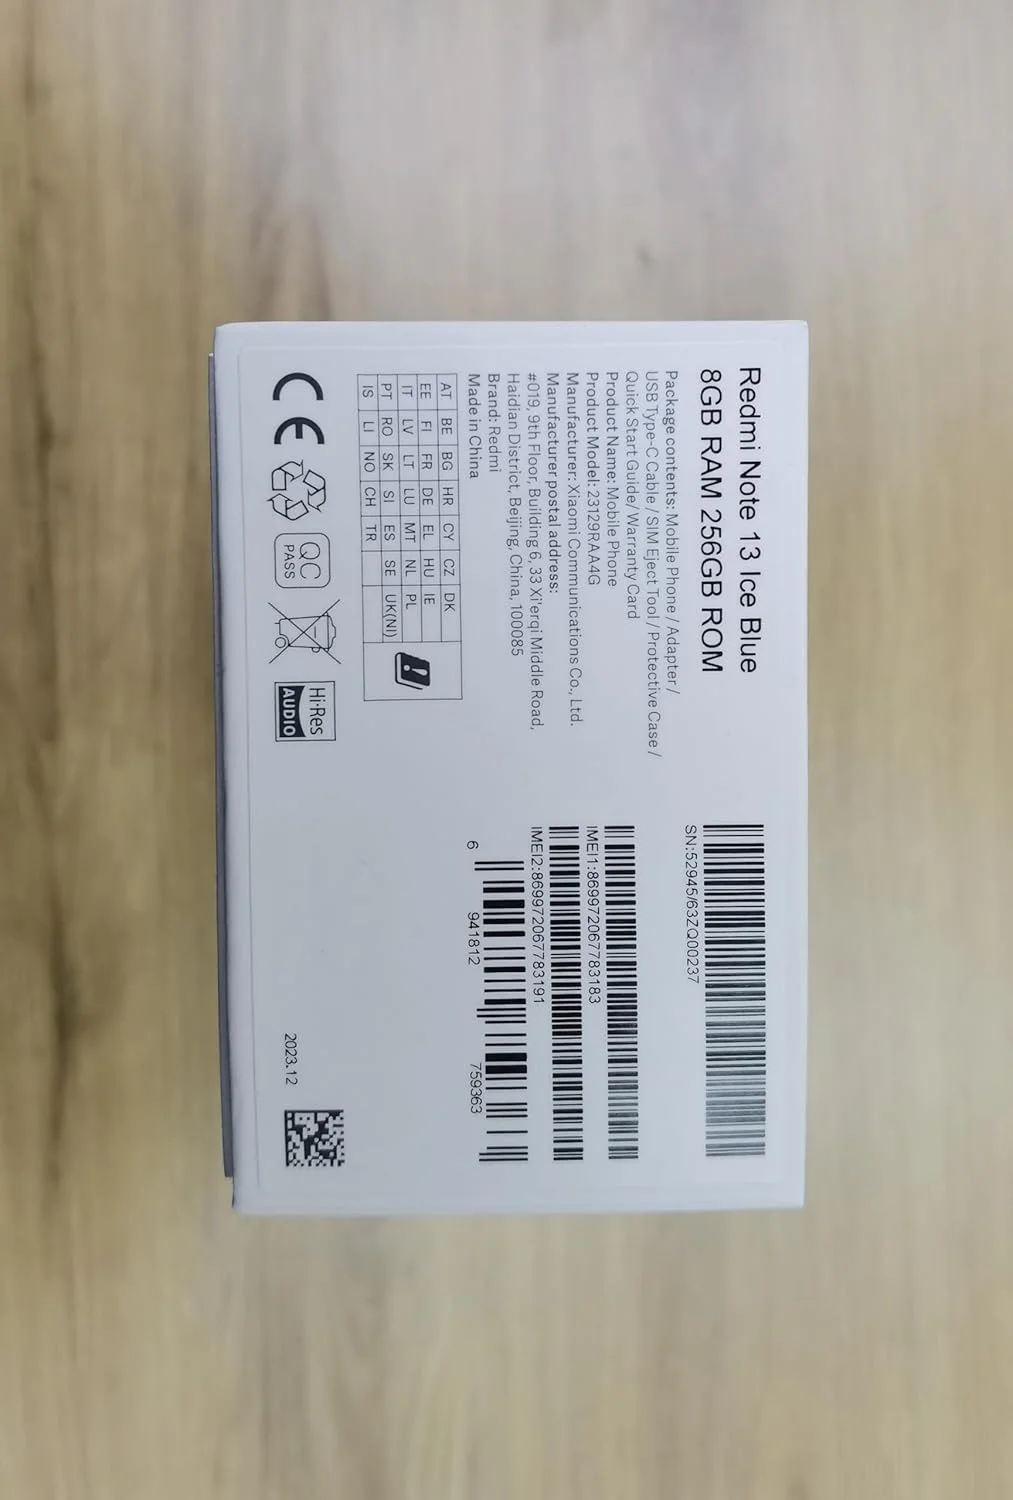 Redmi Note 13 Ice Blue
8GB RAM 256GB ROM
Package contents: Mobile Phone / Adapter /
USB Type-C Cable / SIM Eject Tool / Protective Case /
Quick Start Guide/ Warranty Card
Product Name: Mobile Phone
Product Model: 23129RAA4G
Manufacturer: Xiaomi Communications Co., Ltd.
Manufacturer postal address:
#019, 9th Floor, Building 6, 33 Xi'erqi Middle Road,
Haidian District, Beijing, China, 100085
Brand: Redmi
Made in China
AT BE BG HR CY CZ DK
EE FI FR DE EL HU IE
IT LV LT LU MT NL PL
PT RO SK SI ES SE UK(NI)
IS LI NO CH TR
CE
QC
PASS
Hi-Res
AUDIO
SN:52945/63ZQ00237
IMEI1:869972067783183
IMEI2:869972067783191
6 941812 759363
2023.12